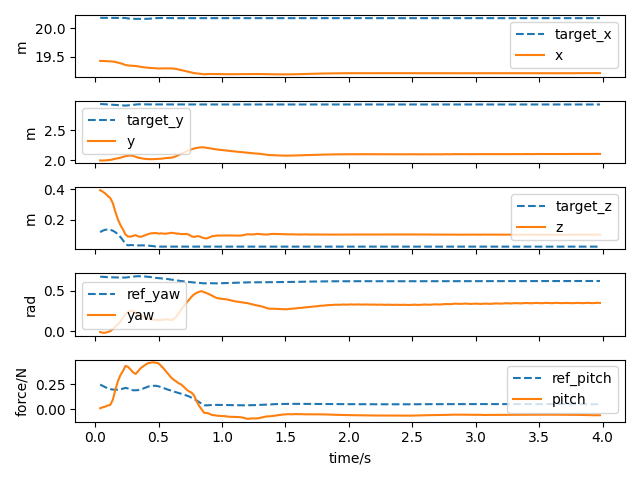 20.0
19.5
m
target_x
x
2.5
2.0
m
target_y
y
0.4
0.2
m
target_z
z
0.5
0.0
rad
ref_yaw
yaw
0.25
0.00
force/N
ref_pitch
pitch
0.0 0.5 1.0 1.5 2.0 2.5 3.0 3.5 4.0
time/s